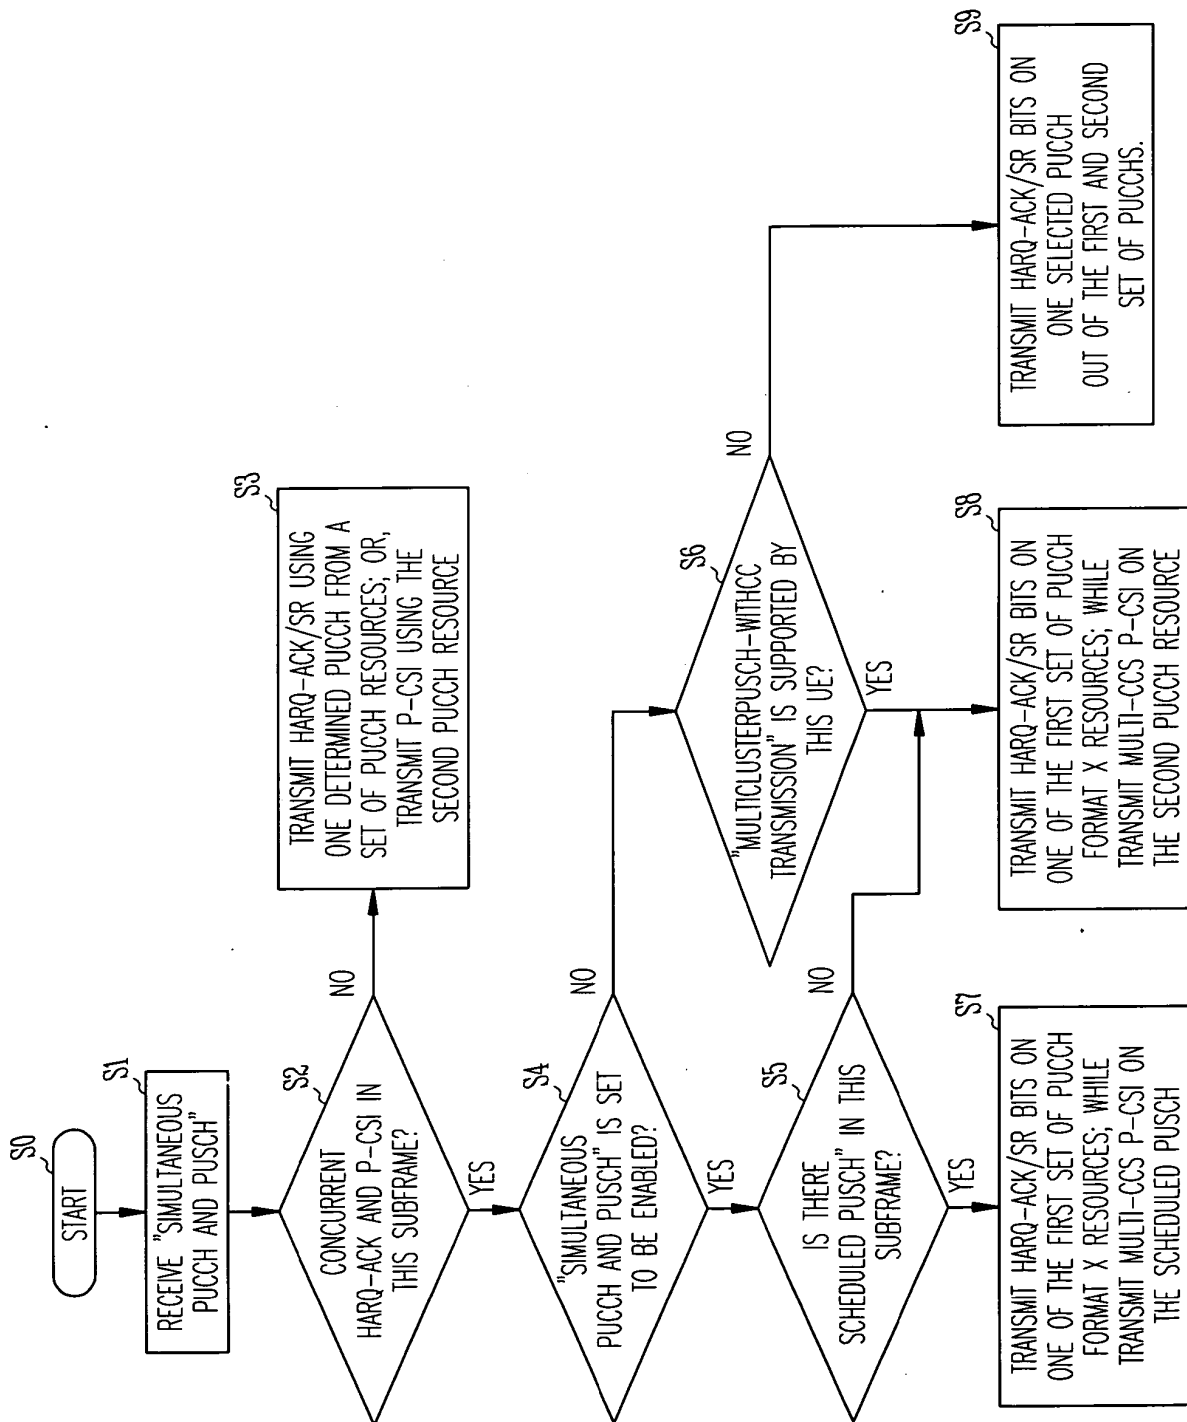 S0
START
S1
RECEIVE "SIMULTANEOUS
PUCCH AND PUSCH"
S2
CONCURRENT
HARQ-ACK AND P-CSI IN
THIS SUBFRAME?
NO
YES
S3
TRANSMIT HARQ-ACK/SR USING
ONE DETERMINED PUCCH FROM A
SET OF PUCCH RESOURCES; OR,
TRANSMIT P-CSI USING THE
SECOND PUCCH RESOURCE
S4
"SIMULTANEOUS
PUCCH AND PUSCH" IS SET
TO BE ENABLED?
NO
YES
S5
IS THERE
SCHEDULED PUSCH" IN THIS
SUBFRAME?
NO
YES
S6
"MULTICLUSTERPUSCH-WITHCC
TRANSMISSION" IS SUPPORTED BY
THIS UE?
NO
YES
S7
TRANSMIT HARQ-ACK/SR BITS ON
ONE OF THE FIRST SET OF PUCCH
FORMAT X RESOURCES; WHILE
TRANSMIT MULTI-CCS P-CSI ON
THE SCHEDULED PUSCH
S8
TRANSMIT HARQ-ACK/SR BITS ON
ONE OF THE FIRST SET OF PUCCH
FORMAT X RESOURCES; WHILE
TRANSMIT MULTI-CCS P-CSI ON
THE SECOND PUCCH RESOURCE
S9
TRANSMIT HARQ-ACK/SR BITS ON
ONE SELECTED PUCCH
OUT OF THE FIRST AND SECOND
SET OF PUCCHS.